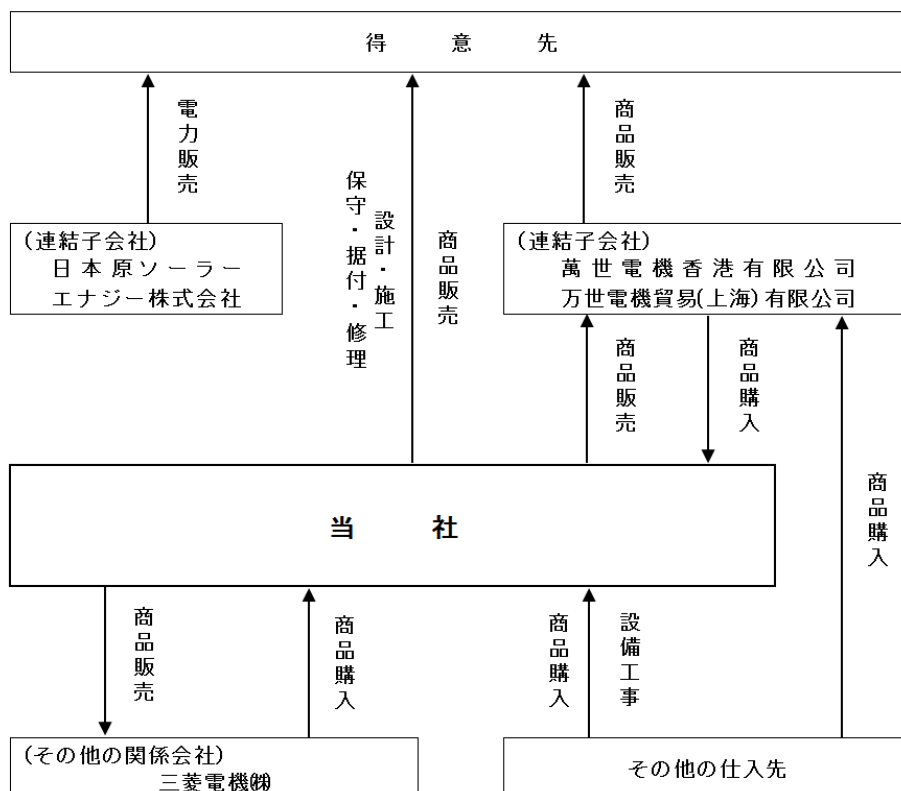 得意先
電力販売
保守・据付・修理
設計・施工
商品販売
商品販売
(連結子会社)
日本原ソーラー
エナジー株式会社
(連結子会社)
萬世電機香港有限公司
万世電機貿易(上海)有限公司
商品販売
商品購入
商品購入
当社
商品販売
商品購入
商品購入
設備工事
(その他の関係会社)
三菱電機㈱
その他の仕入先